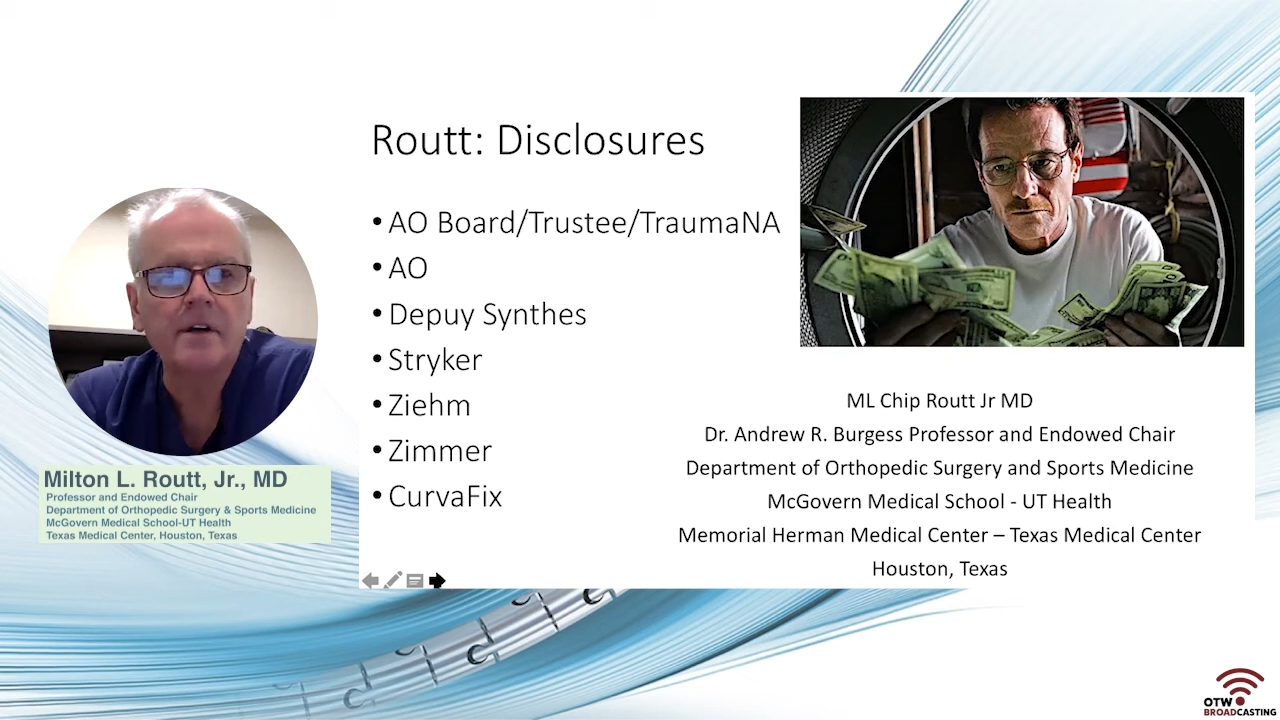 Routt: Disclosures
• AO Board/Trustee/TraumaNA
• AO
• Depuy Synthes
• Stryker
• Ziehm
• Zimmer
• CurvaFix
ML Chip Routt Jr MD
Dr. Andrew R. Burgess Professor and Endowed Chair
Department of Orthopedic Surgery and Sports Medicine
McGovern Medical School - UT Health
Memorial Herman Medical Center – Texas Medical Center
Houston, Texas
Milton L. Routt, Jr., MD
Professor and Endowed Chair
Department of Orthopedic Surgery & Sports Medicine
McGovern Medical School-UT Health
Texas Medical Center, Houston, Texas
OTW
BROADCASTING